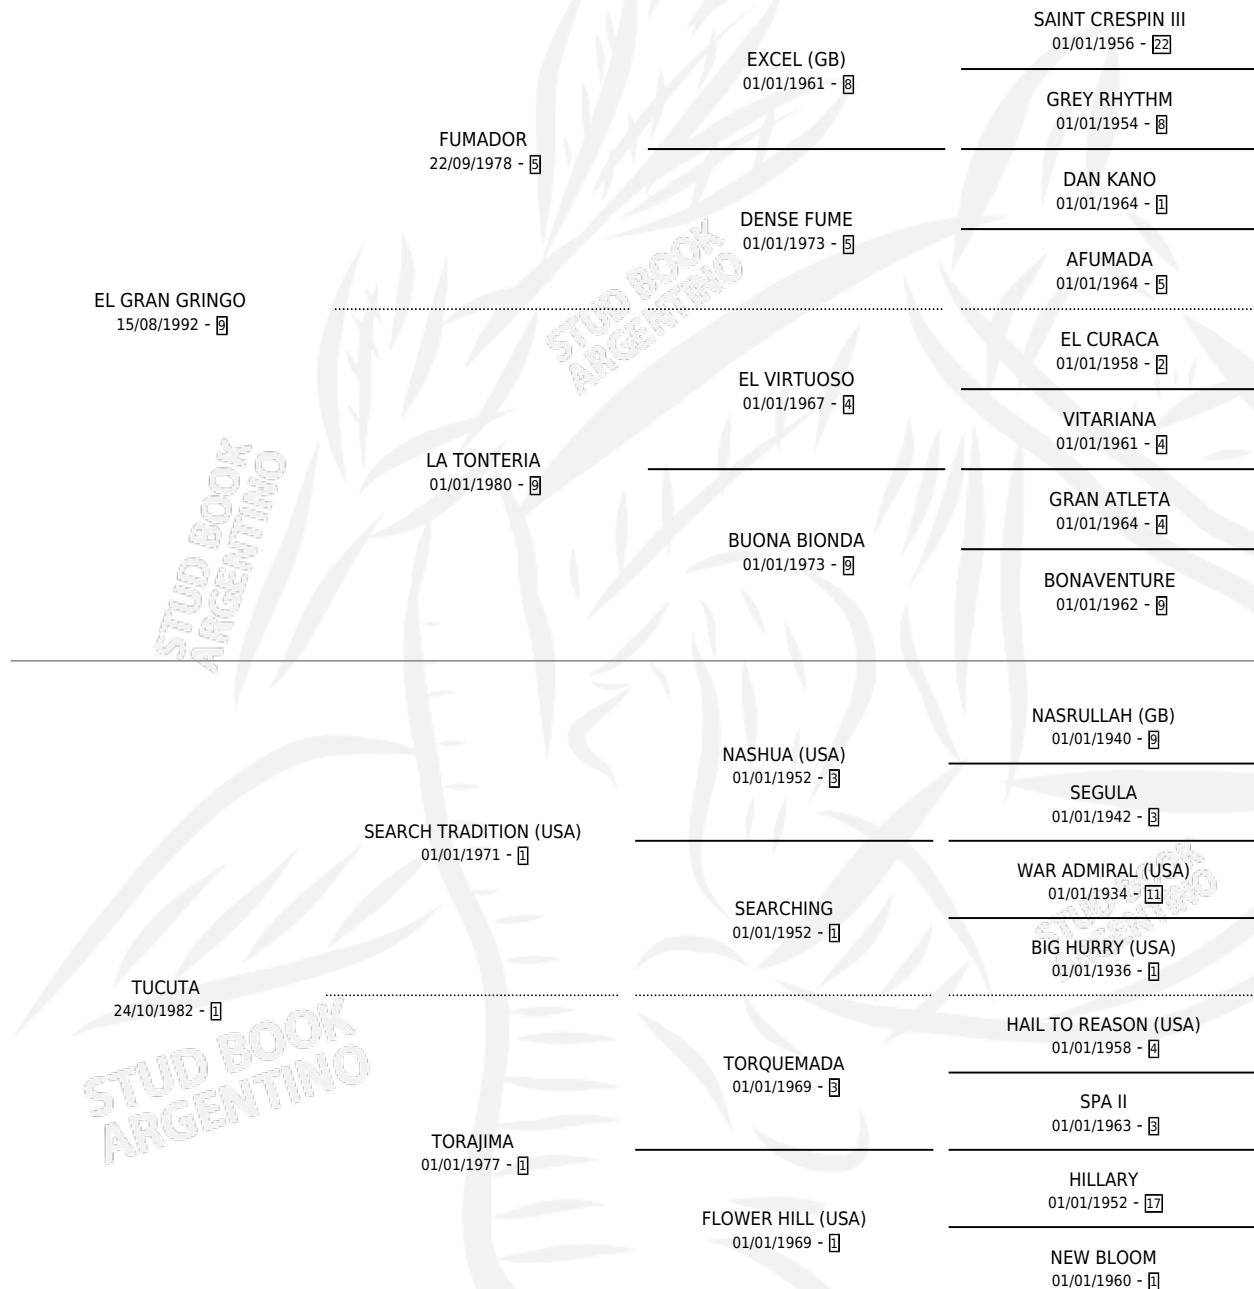 SAINT CRESPIN III
01/01/1956 - 22
EXCEL (GB)
01/01/1961 - 8
GREY RHYTHM
01/01/1954 - 8
FUMADOR
22/09/1978 - 5
DAN KANO
01/01/1964 - 1
DENSE FUME
01/01/1973 - 5
AFUMADA
01/01/1964 - 5
EL GRAN GRINGO
15/08/1992 - 9
EL CURACA
01/01/1958 - 2
EL VIRTUOSO
01/01/1967 - 4
VITARIANA
01/01/1961 - 4
LA TONTERIA
01/01/1980 - 9
GRAN ATLETA
01/01/1964 - 4
BUONA BIONDA
01/01/1973 - 9
BONAVENTURE
01/01/1962 - 9
NASRULLAH (GB)
01/01/1940 - 9
NASHUA (USA)
01/01/1952 - 3
SEGULA
01/01/1942 - 3
SEARCH TRADITION (USA)
01/01/1971 - 1
WAR ADMIRAL (USA)
01/01/1934 - 11
SEARCHING
01/01/1952 - 1
BIG HURRY (USA)
01/01/1936 - 1
TUCUTA
24/10/1982 - 1
HAIL TO REASON (USA)
01/01/1958 - 4
TORQUEMADA
01/01/1969 - 3
SPA II
01/01/1963 - 3
TORAJIMA
01/01/1977 - 1
HILLARY
01/01/1952 - 17
FLOWER HILL (USA)
01/01/1969 - 1
NEW BLOOM
01/01/1960 - 1
STUD BOOK
ARGENTINO
STUD BOOK
ARGENTINO
STUD BOOK
ARGENTINO
STUD BOOK
ARGENTINO